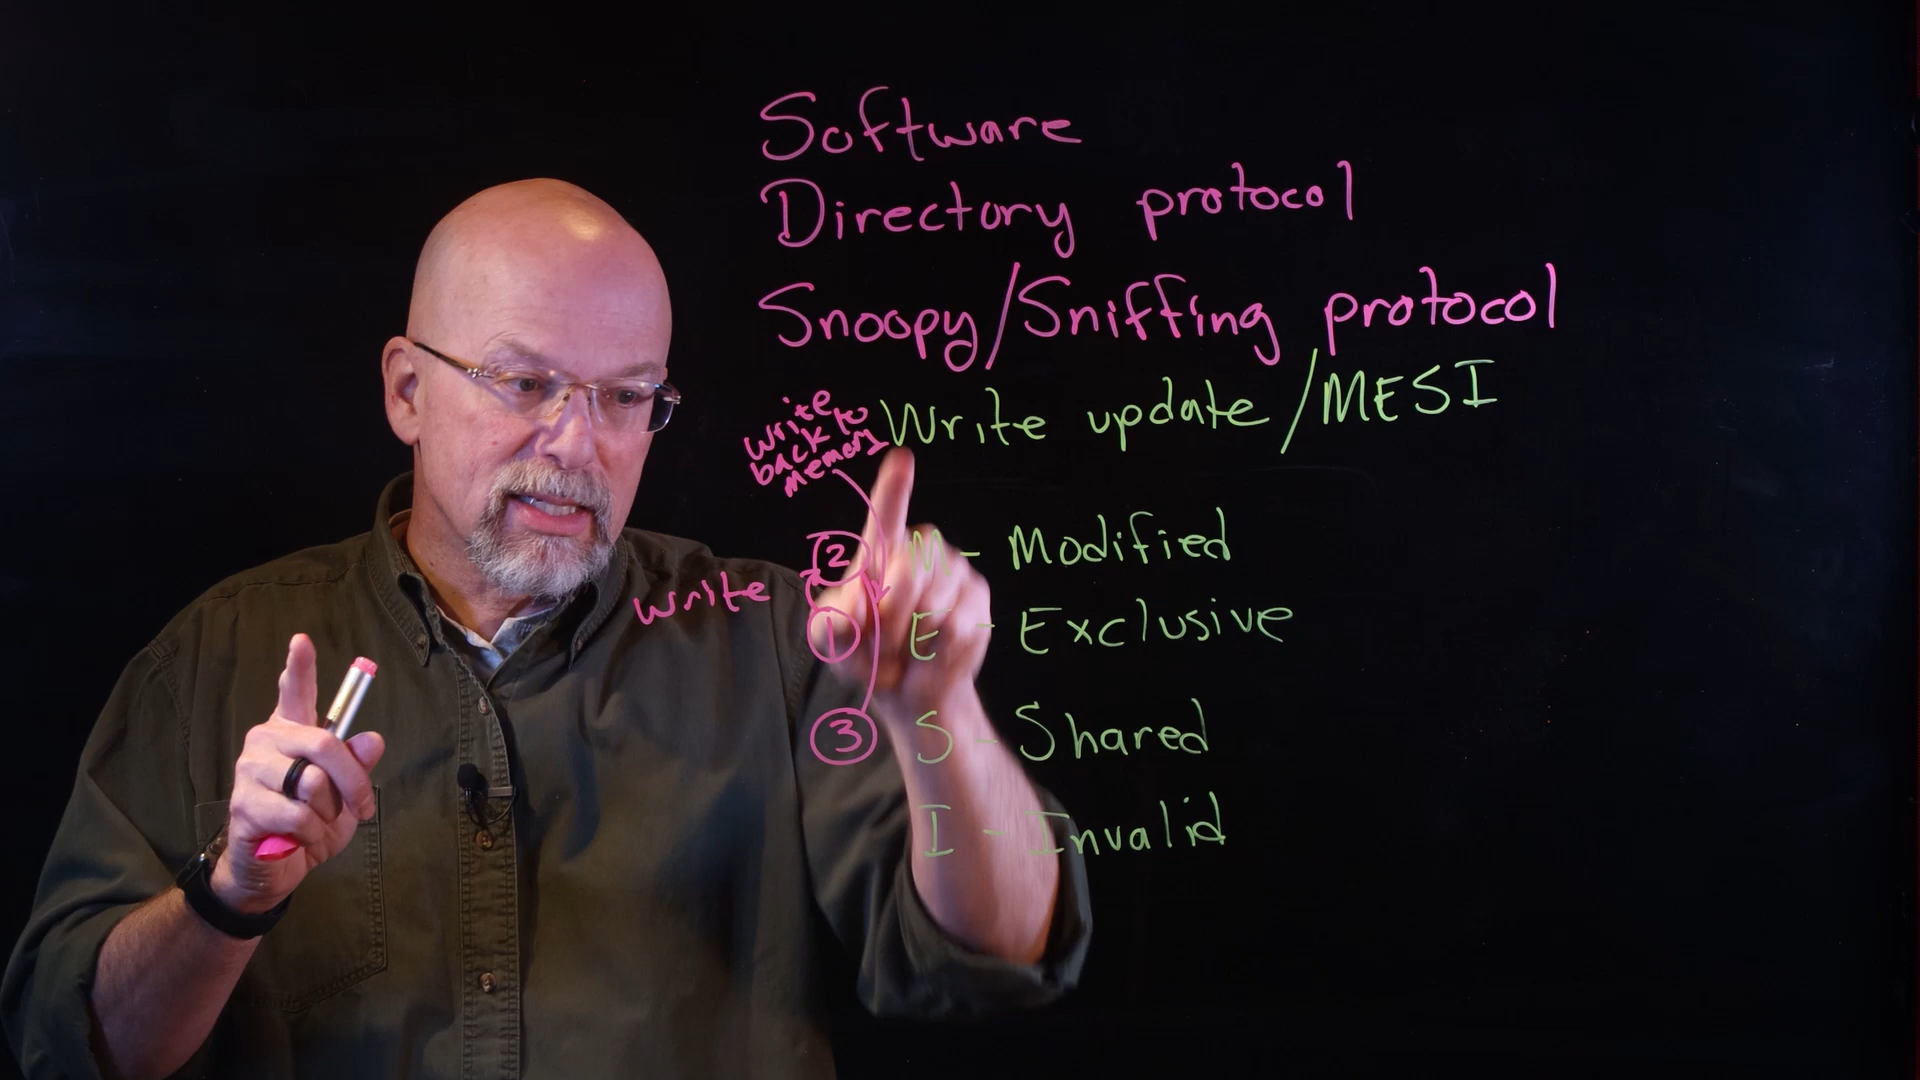 Software
Directory protocol
Snoopy/Sniffing protocol
Write update/MESI
write
back to
memory
② M - Modified
write
① E - Exclusive
③ S - Shared
I - Invalid